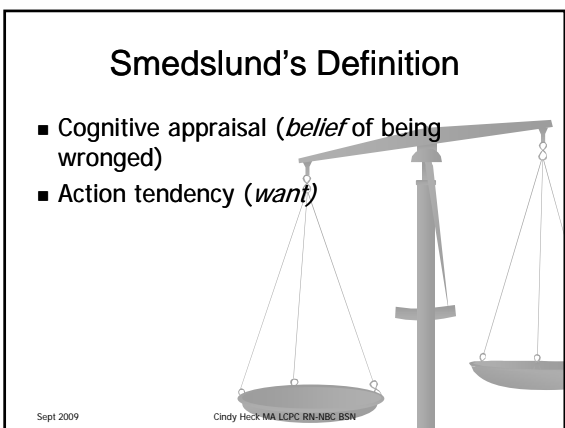 Smedslund's Definition
■ Cognitive appraisal (belief of being
wronged)
■ Action tendency (want)
Sept 2009
Cindy Heck MA LCPC RN-NBC BSN